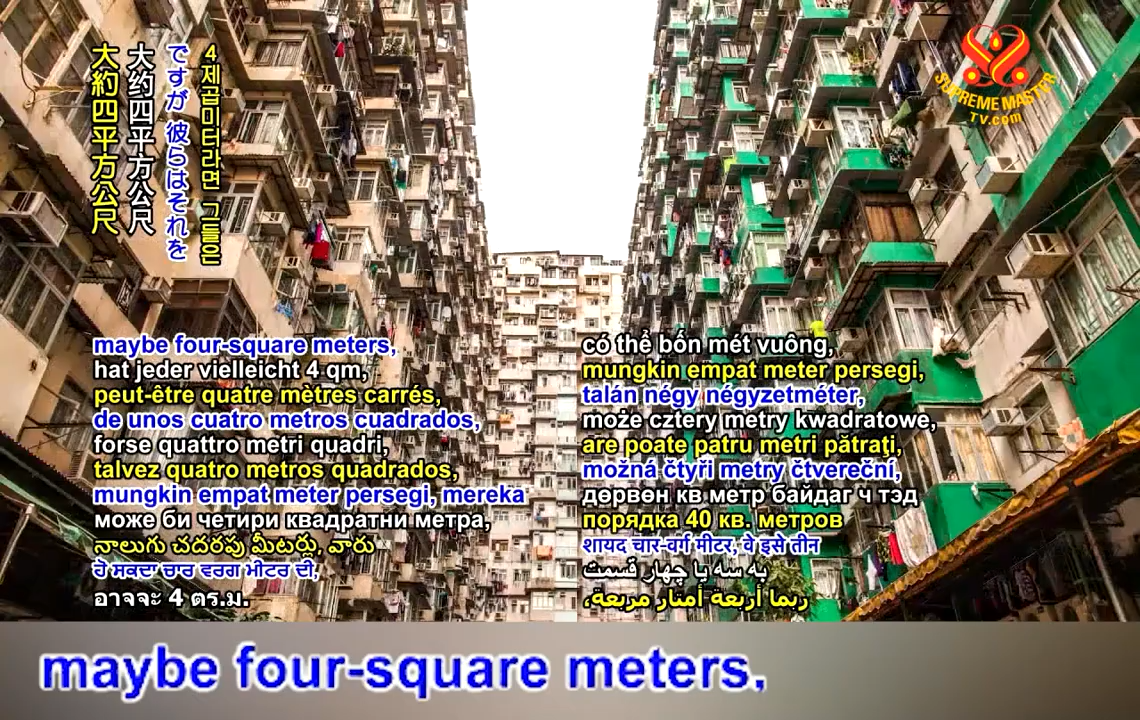 大約四平方公尺
大约四平方公尺
ですが 彼らはそれを
4제곱미터라면 그들은
SUPREME MASTER
TV.com
maybe four-square meters,
hat jeder vielleicht 4 qm,
peut-être quatre mètres carrés,
de unos cuatro metros cuadrados,
forse quattro metri quadri,
talvez quatro metros quadrados,
mungkin empat meter persegi, mereka
може би четири квадратни метра,
నాలుగు చదరపు మీటర్లు, వారు
ਹੋ ਸਕਦਾ ਚਾਰ ਵਰਗ ਮੀਟਰ ਦੀ,
อาจจะ 4 ตร.ม.
có thể bốn mét vuông,
mungkin empat meter persegi,
talán négy négyzetméter,
może cztery metry kwadratowe,
are poate patru metri pătraţi,
možná čtyři metry čtvereční,
дөрвөн кв метр байдаг ч тэд
порядка 40 кв. метров
शायद चार-वर्ग मीटर, वे इसे तीन
به سه یا چهار قسمت
ربما أربعة أمتار مربعة،
maybe four-square meters,